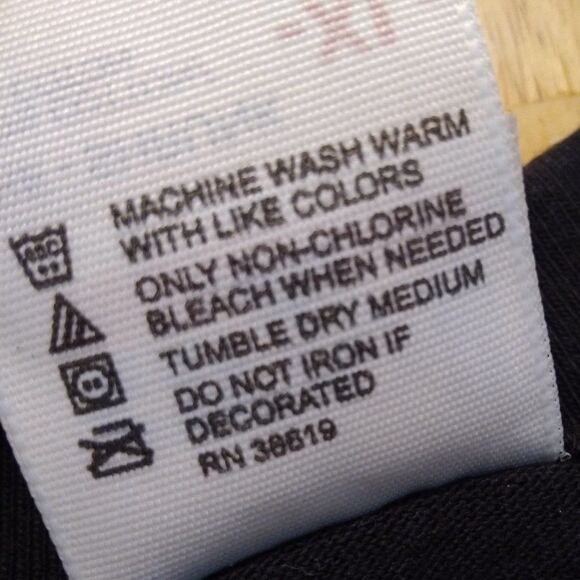 MACHINE WASH WARM
WITH LIKE COLORS
ONLY NON-CHLORINE
BLEACH WHEN NEEDED
TUMBLE DRY MEDIUM
DO NOT IRON IF
DECORATED
RN 38619